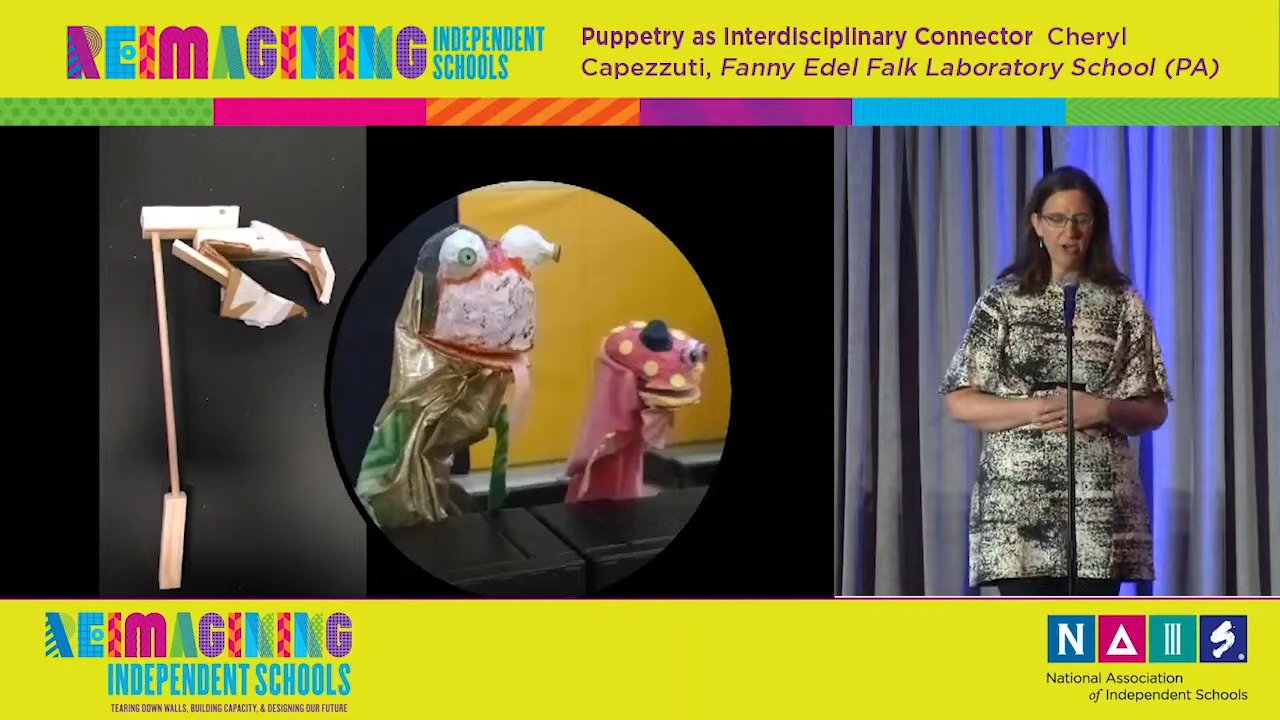 REIMAGINING INDEPENDENT SCHOOLS
Puppetry as Interdisciplinary Connector Cheryl
Capezzuti, Fanny Edel Falk Laboratory School (PA)
REIMAGINING
INDEPENDENT SCHOOLS
TEARING DOWN WALLS, BUILDING CAPACITY, & DESIGNING OUR FUTURE
NAIS®
National Association
of Independent Schools